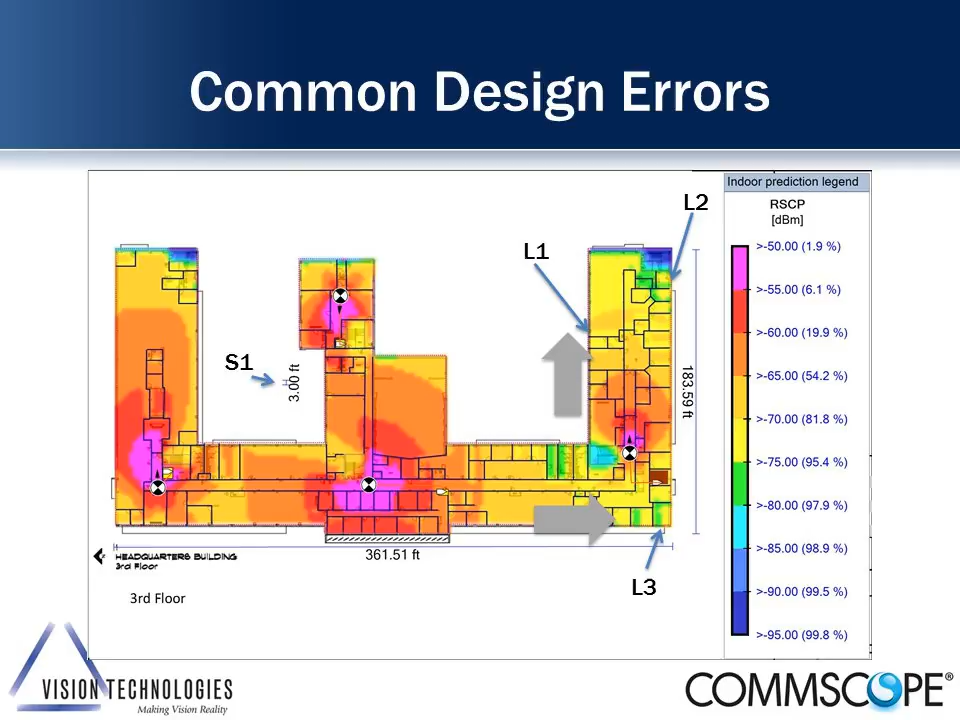 Common Design Errors
Indoor prediction legend
RSCP
[dBm]
>-50.00 (1.9 %)
>-55.00 (6.1 %)
>-60.00 (19.9 %)
>-65.00 (54.2 %)
>-70.00 (81.8 %)
>-75.00 (95.4 %)
>-80.00 (97.9 %)
>-85.00 (98.9 %)
>-90.00 (99.5 %)
>-95.00 (99.8 %)
L2
L1
S1
3.00 ft
183.59 ft
361.51 ft
HEADQUARTERS BUILDING
3rd Floor
L3
3rd Floor
VISION TECHNOLOGIES
Making Vision Reality
COMMSCOPE®